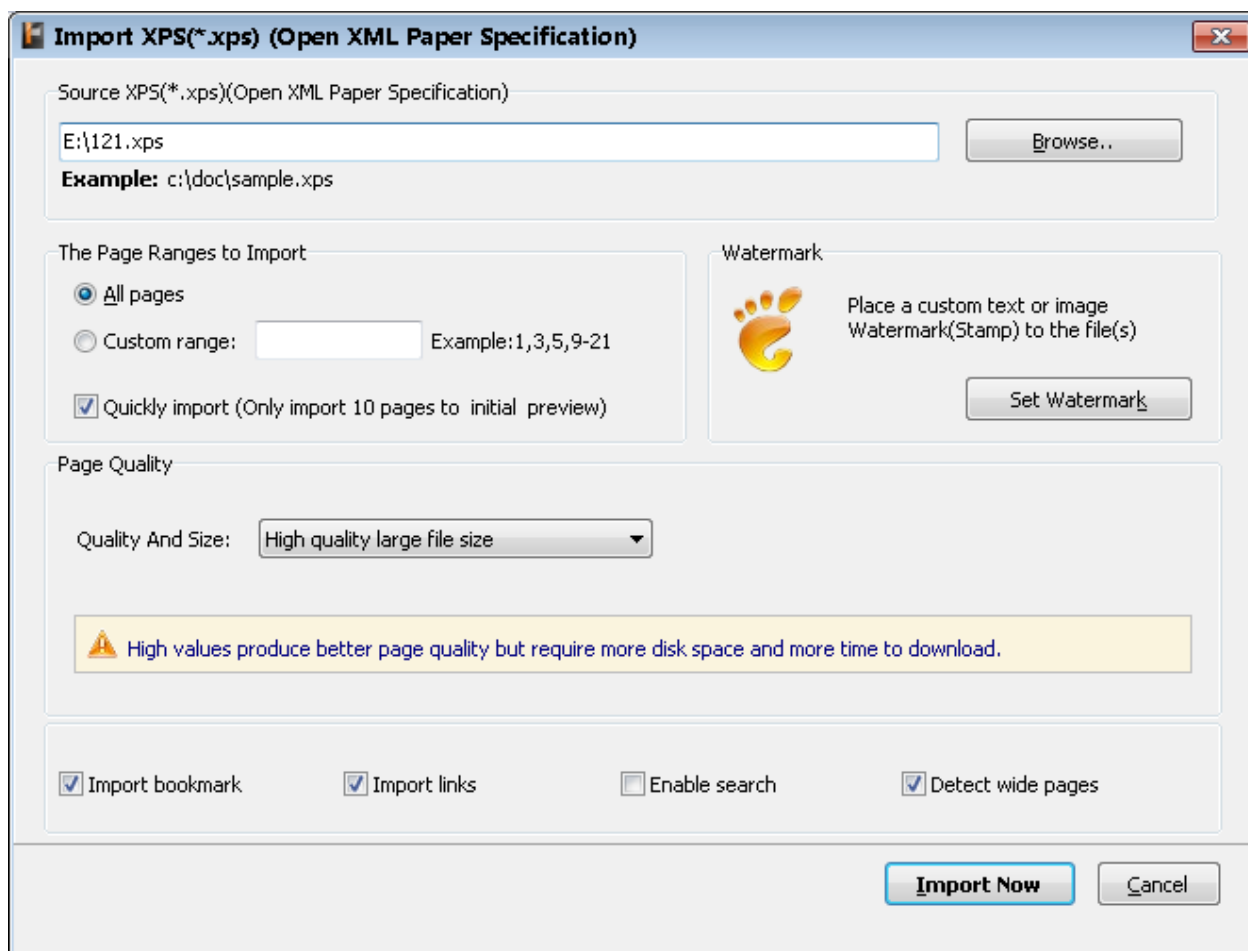 Import XPS(*.xps) (Open XML Paper Specification)
Source XPS(*.xps)(Open XML Paper Specification)
E:\121.xps
Browse..
Example: c:\doc\sample.xps
The Page Ranges to Import
All pages
Custom range:
Example:1,3,5,9-21
Quickly import (Only import 10 pages to  initial  preview)
Watermark
Place a custom text or image
Watermark(Stamp) to the file(s)
Set Watermark
Page Quality
Quality And Size:
High quality large file size
High values produce better page quality but require more disk space and more time to download.
Import bookmark
Import links
Enable search
Detect wide pages
Import Now
Cancel